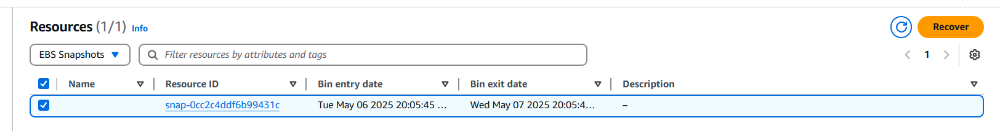 Resources (1/1) Info
Recover
EBS Snapshots
Filter resources by attributes and tags
1
Name Resource ID Bin entry date Bin exit date Description
snap-0cc2c4ddf6b99431c Tue May 06 2025 20:05:45 ... Wed May 07 2025 20:05:4... –